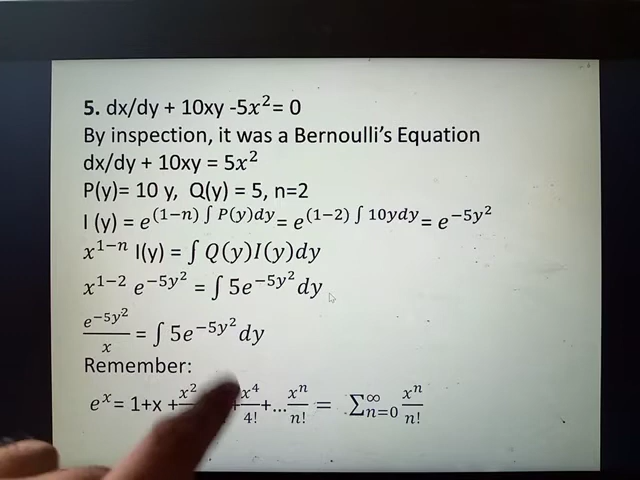 5. dx/dy + 10xy -5x²= 0
By inspection, it was a Bernoulli's Equation
dx/dy + 10xy = 5x²
P(y)= 10 y, Q(y) = 5, n=2
I (y) = e^{(1−n) ∫ P(y)dy}= e^{(1−2) ∫ 10ydy}= e^{−5y²}
x^{1−n} I(y) = ∫ Q(y)I(y)dy
x^{1−2} e^{−5y²} = ∫ 5e^{−5y²}dy
e^{−5y²}/x = ∫ 5e^{−5y²}dy
Remember:
e^x= 1+x +x² +x⁴/4!+...x^n/n! = ∑_{n=0}^{∞} x^n/n!